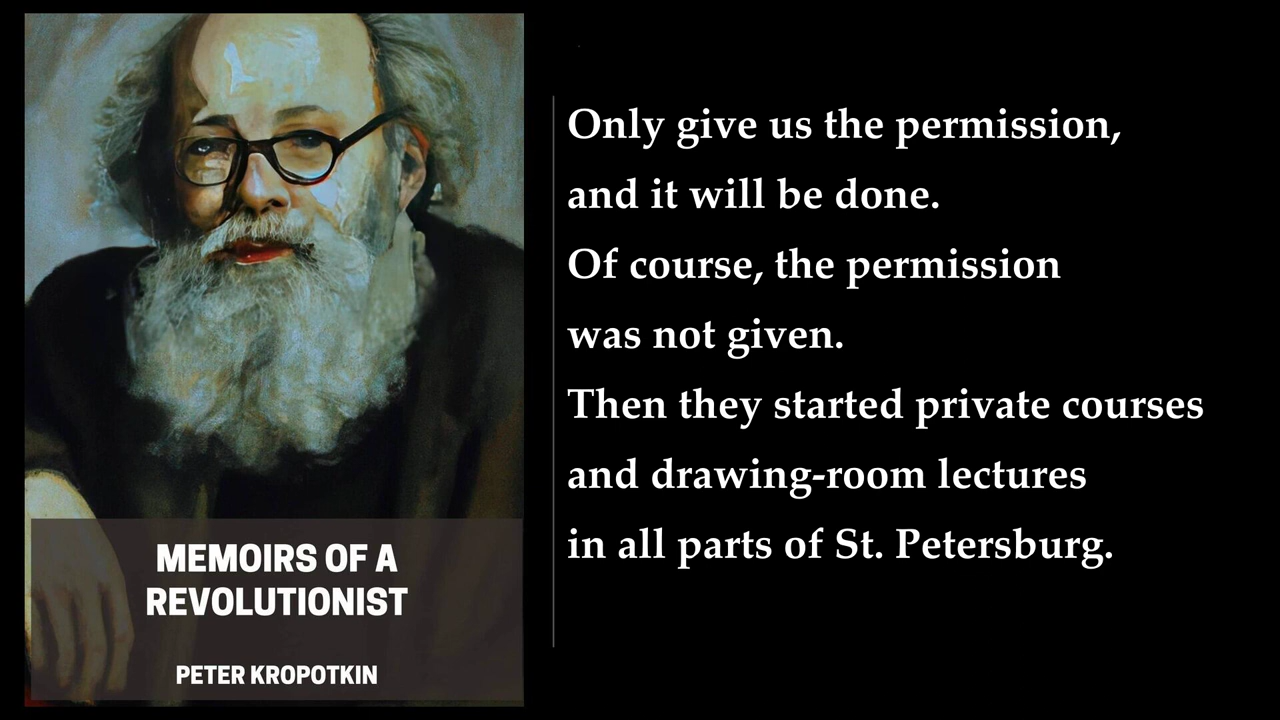 MEMOIRS OF A
REVOLUTIONIST
PETER KROPOTKIN
Only give us the permission,
and it will be done.
Of course, the permission
was not given.
Then they started private courses
and drawing-room lectures
in all parts of St. Petersburg.